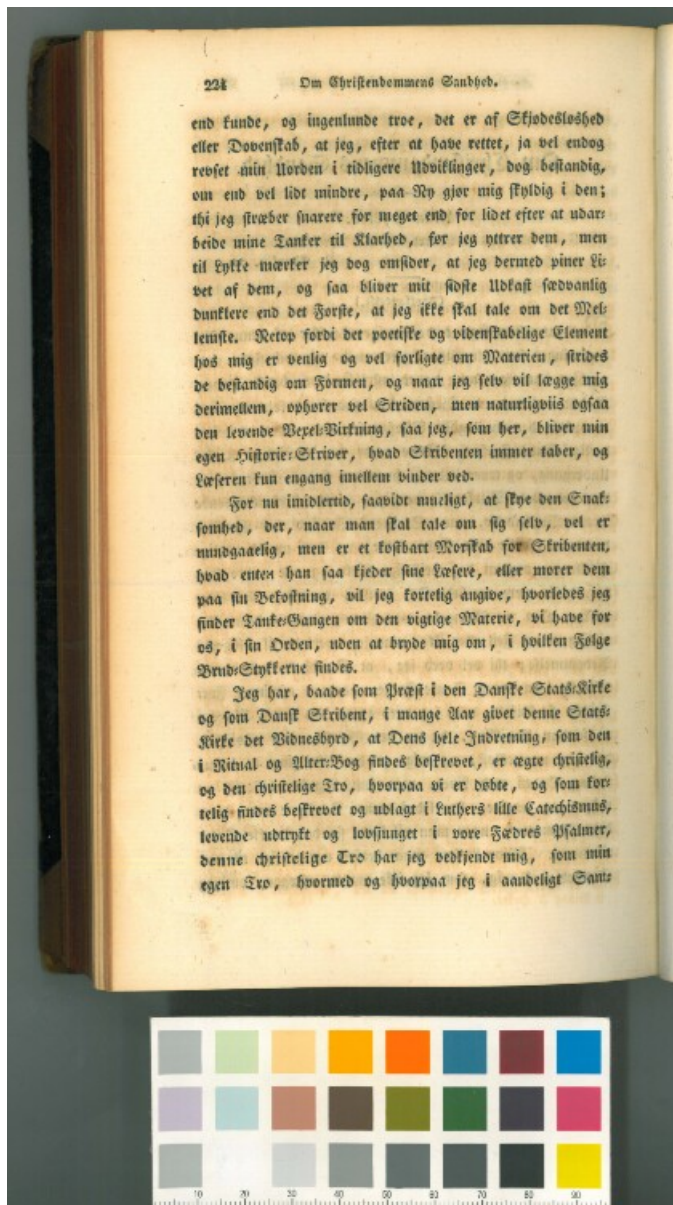 224 Om Christendommens Sandhed.
end kunde, og ingenlunde troe, det er af Skjødesløshed
eller Dovenskab, at jeg, efter at have rettet, ja vel endog
revset min Uorden i tidligere Udviklinger, dog bestandig,
om end vel lidt mindre, paa Ny gjør mig skyldig i den;
thi jeg stræber snarere for meget end for lidet efter at udar-
beide mine Tanker til Klarhed, før jeg yttrer dem, men
til Lykke mærker jeg dog omsider, at jeg dermed piner Li-
vet af dem, og saa bliver mit sidste Udkast sædvanlig
dunklere end det Første, at jeg ikke skal tale om det Mel-
lemste. Netop fordi det poetiske og videnskabelige Element
hos mig er venlig og vel forligte om Materien, strides
de bestandig om Formen, og naar jeg selv vil lægge mig
derimellem, ophører vel Striden, men naturligviis ogsaa
den levende Vexel-Virkning, saa jeg, som her, bliver min
egen Historie-Skriver, hvad Skribenten immer taber, og
Læseren kun engang imellem vinder ved.
For nu imidlertid, saavidt mueligt, at skye den Snak-
somhed, der, naar man skal tale om sig selv, vel er
nundgaaelig, men er et kostbart Morskab for Skribenten,
hvad enten han saa kjeder sine Læsere, eller morer dem
paa sin Bekostning, vil jeg kortelig angive, hvorledes jeg
finder Tanke-Gangen om den vigtige Materie, vi have for
os, i sin Orden, uden at bryde mig om, i hvilken Følge
Brud-Stykkerne findes.
Jeg har, baade som Præst i den Danske Stats-Kirke
og som Dansk Skribent, i mange Aar givet denne Stats-
Kirke det Vidnesbyrd, at Dens hele Indretning, som den
i Ritual og Alter-Bog findes beskrevet, er ægte christelig,
og den christelige Tro, hvorpaa vi er døbte, og som kor-
telig findes beskrevet og udlagt i Luthers lille Catechismus,
levende udtrykt og lovsjunget i vore Fædres Psalmer,
denne christelige Tro har jeg vedkjendt mig, som min
egen Tro, hvormed og hvorpaa jeg i aandeligt Sant-
10 20 30 40 50 60 70 80 90